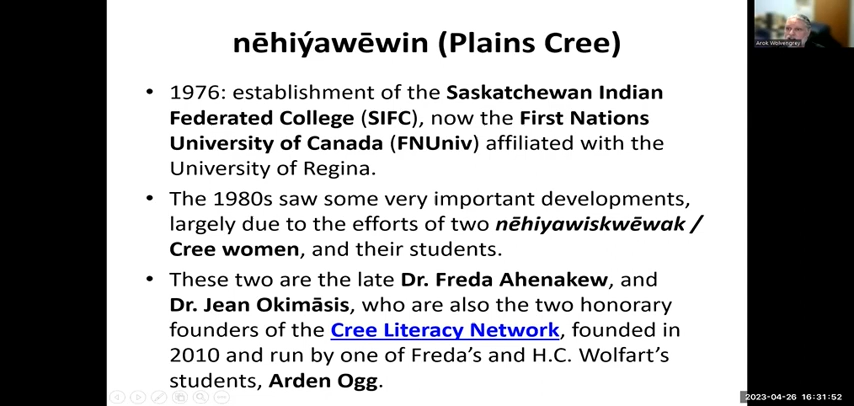 nēhiýawēwin (Plains Cree)
• 1976: establishment of the Saskatchewan Indian
Federated College (SIFC), now the First Nations
University of Canada (FNUniv) affiliated with the
University of Regina.
• The 1980s saw some very important developments,
largely due to the efforts of two nēhiyawiskwēwak /
Cree women, and their students.
• These two are the late Dr. Freda Ahenakew, and
Dr. Jean Okimāsis, who are also the two honorary
founders of the Cree Literacy Network, founded in
2010 and run by one of Freda’s and H.C. Wolfart’s
students, Arden Ogg.
Arok Wolvengrey
2023-04-26 16:31:52